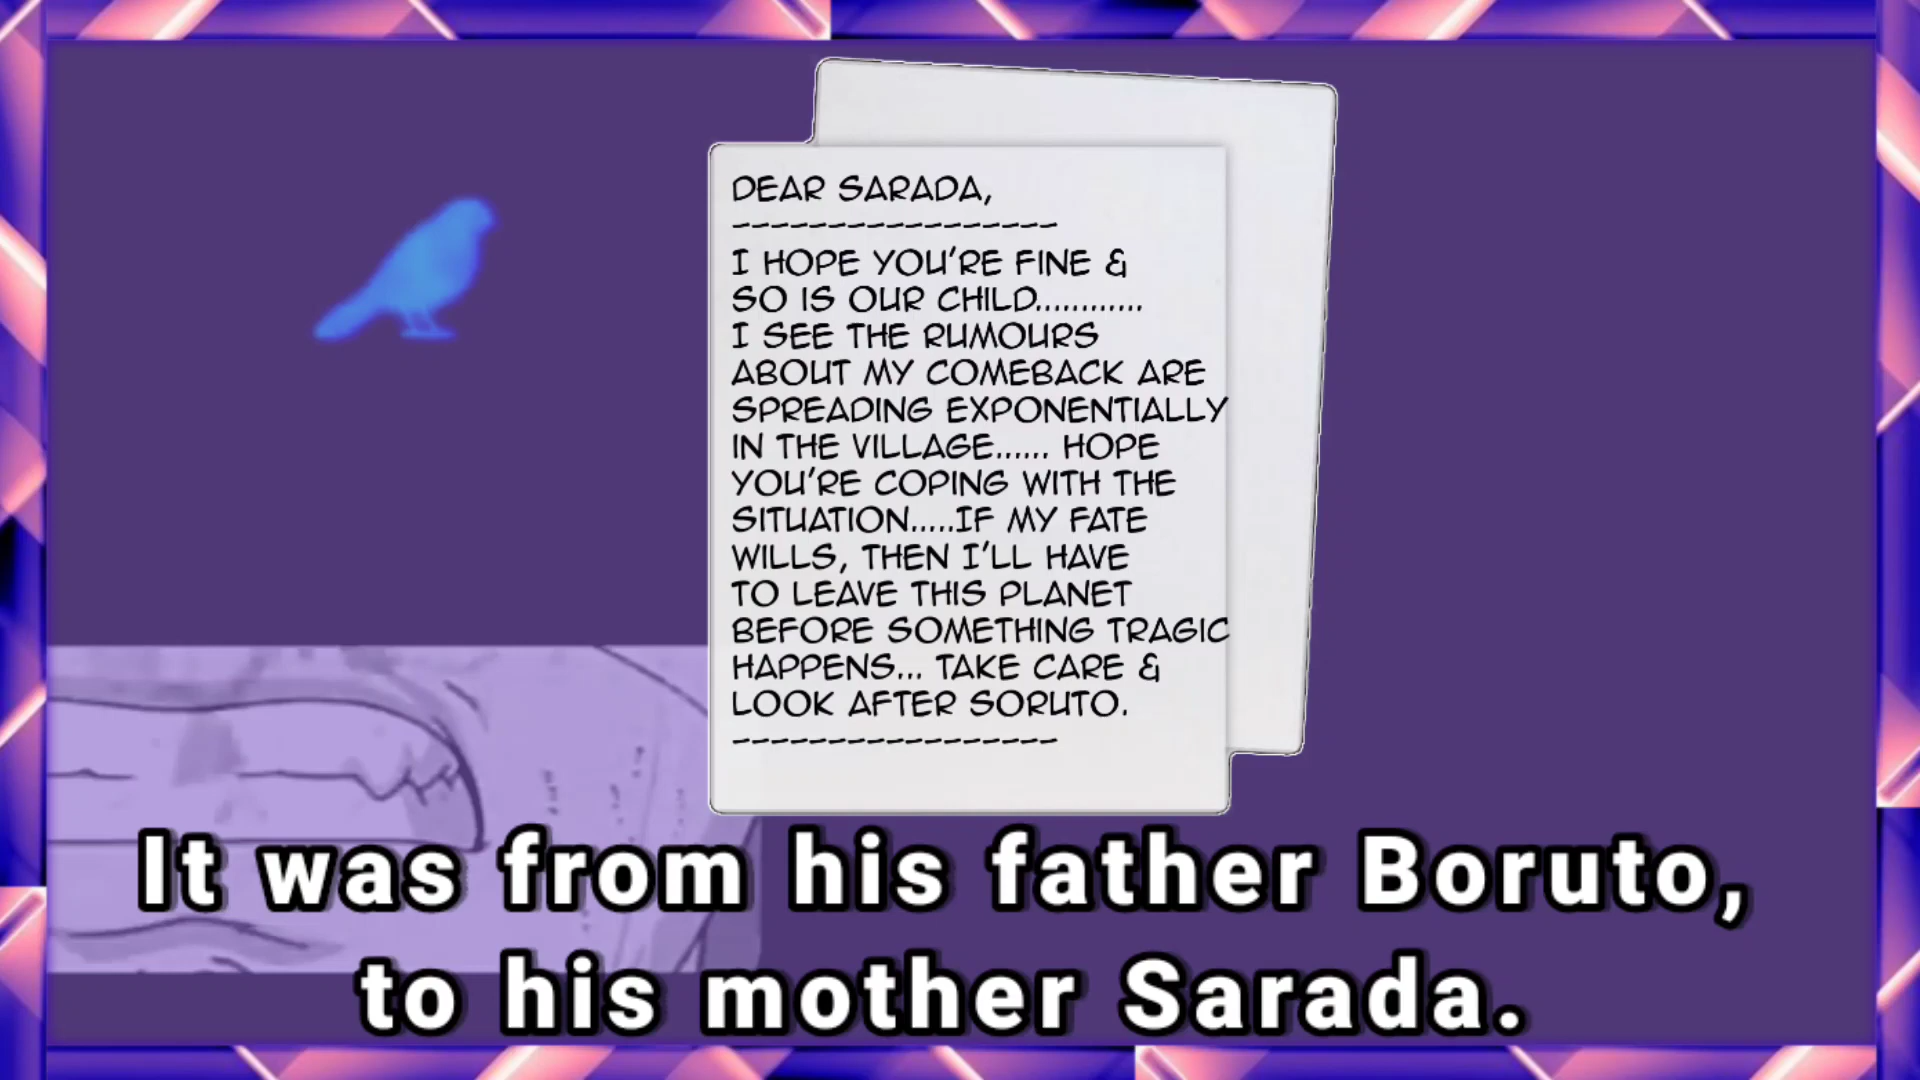 DEAR SARADA,
-----------------
I HOPE YOU'RE FINE &
SO IS OUR CHILD............
I SEE THE RUMOURS
ABOUT MY COMEBACK ARE
SPREADING EXPONENTIALLY
IN THE VILLAGE...... HOPE
YOU'RE COPING WITH THE
SITUATION.....IF MY FATE
WILLS, THEN I'LL HAVE
TO LEAVE THIS PLANET
BEFORE SOMETHING TRAGIC
HAPPENS... TAKE CARE &
LOOK AFTER SORUTO.
-----------------
It was from his father Boruto,
to his mother Sarada.